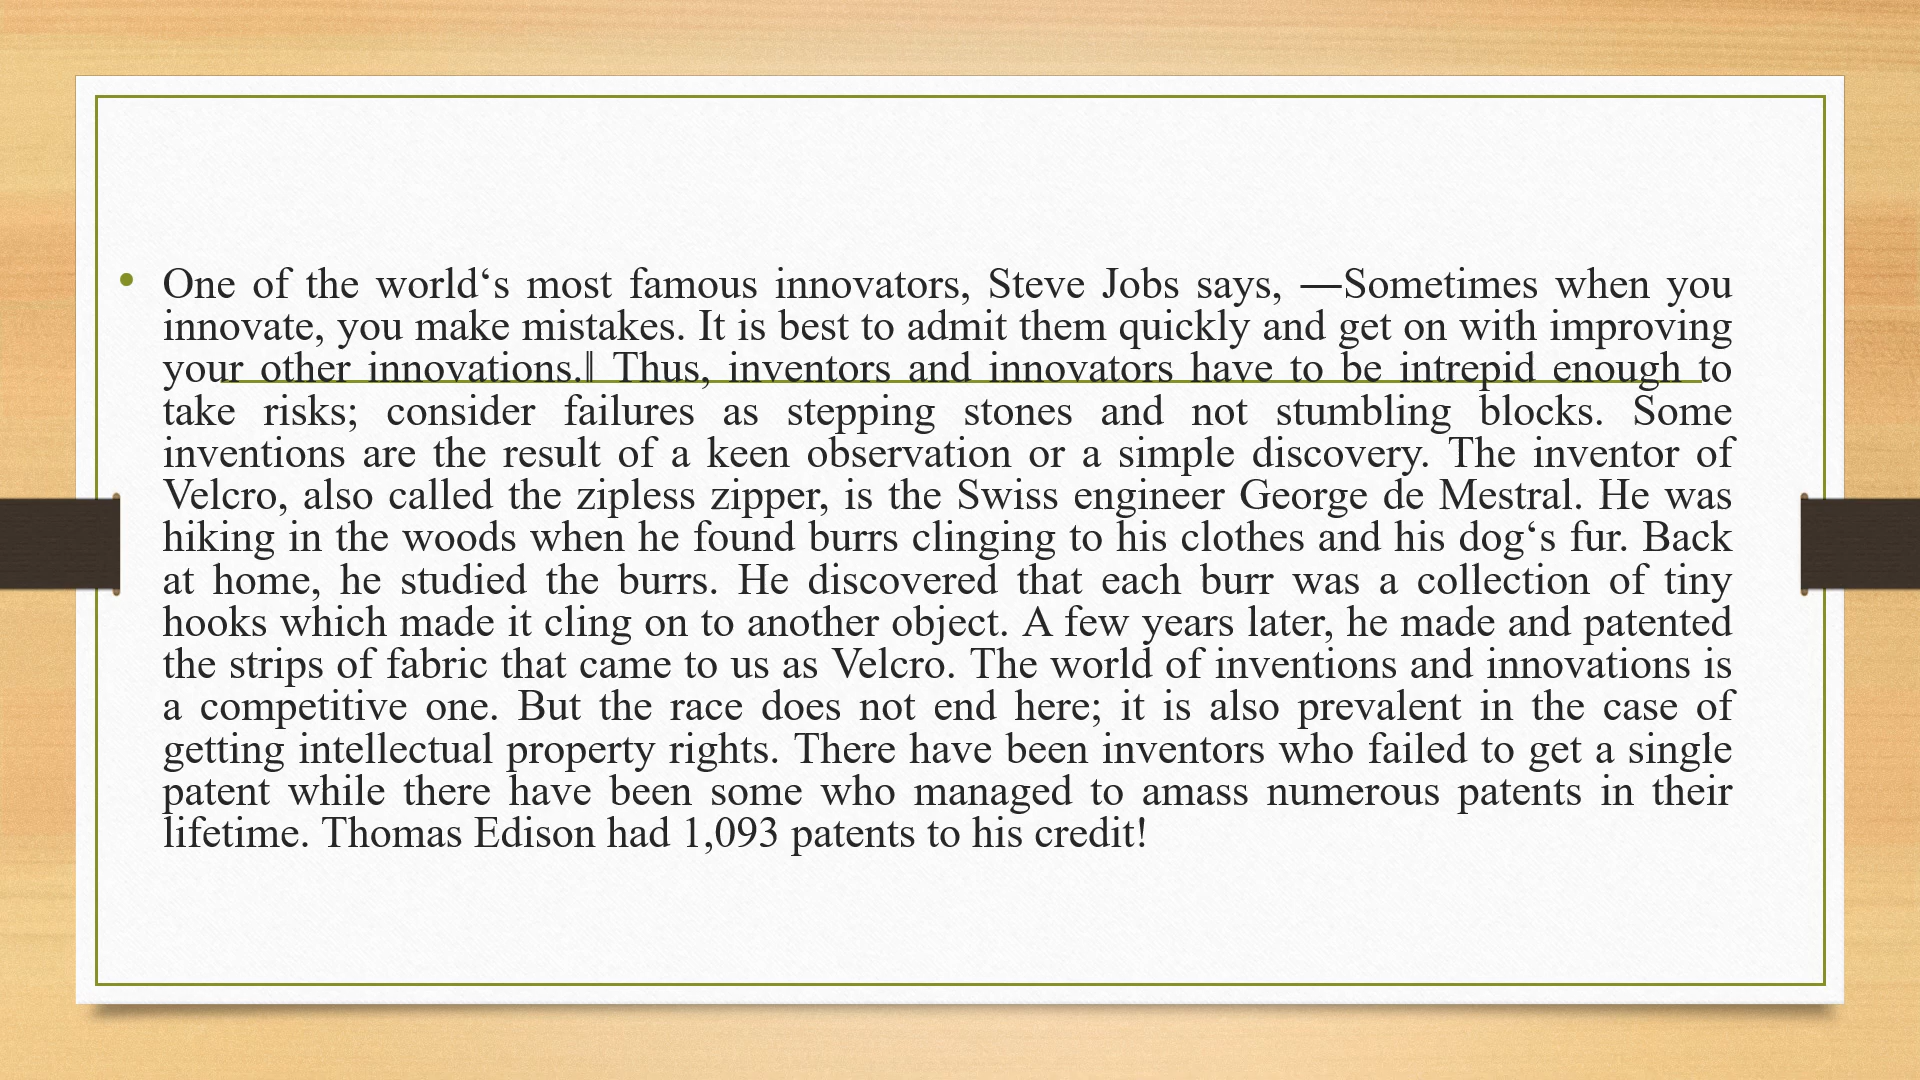 • One of the world‘s most famous innovators, Steve Jobs says, ―Sometimes when you
innovate, you make mistakes. It is best to admit them quickly and get on with improving
your other innovations.‖ Thus, inventors and innovators have to be intrepid enough to
take risks; consider failures as stepping stones and not stumbling blocks. Some
inventions are the result of a keen observation or a simple discovery. The inventor of
Velcro, also called the zipless zipper, is the Swiss engineer George de Mestral. He was
hiking in the woods when he found burrs clinging to his clothes and his dog‘s fur. Back
at home, he studied the burrs. He discovered that each burr was a collection of tiny
hooks which made it cling on to another object. A few years later, he made and patented
the strips of fabric that came to us as Velcro. The world of inventions and innovations is
a competitive one. But the race does not end here; it is also prevalent in the case of
getting intellectual property rights. There have been inventors who failed to get a single
patent while there have been some who managed to amass numerous patents in their
lifetime. Thomas Edison had 1,093 patents to his credit!